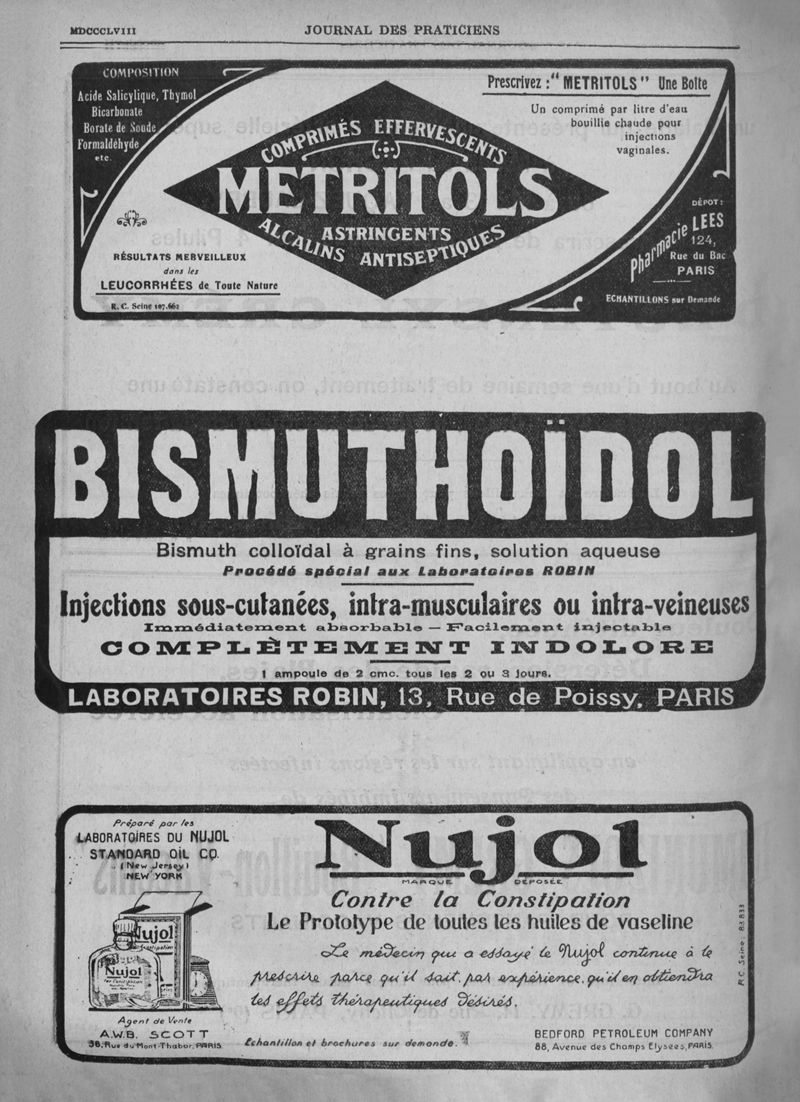 MDCCCLVIII
JOURNAL DES PRATICIENS
COMPOSITION
Acide Salicylique, Thymol
Bicarbonate
Borate de Soude
Formaldéhyde
etc.
Prescrivez : "METRITOLS" Une Boîte
Un comprimé par litre d'eau
bouillie chaude pour
injections
vaginales.
COMPRIMÉS EFFERVESCENTS
METRITOLS
ASTRINGENTS
ALCALINS ANTISEPTIQUES
RÉSULTATS MERVEILLEUX
dans les
LEUCORRHÉES de Toute Nature
R. C. Seine 107.662
DÉPOT :
Pharmacie LEES
124,
Rue du Bac
PARIS
ECHANTILLONS sur Demande
BISMUTHOÏDOL
Bismuth colloïdal à grains fins, solution aqueuse
Procédé spécial aux Laboratoires ROBIN
Injections sous-cutanées, intra-musculaires ou intra-veineuses
Immédiatement absorbable — Facilement injectable
COMPLÈTEMENT INDOLORE
1 ampoule de 2 cmc. tous les 2 ou 3 jours.
LABORATOIRES ROBIN, 13, Rue de Poissy, PARIS
Préparé par les
LABORATOIRES DU NUJOL
STANDARD OIL CO.
(New Jersey)
NEW YORK
Nujol
Nujol
Agent de Vente
A.W.B. SCOTT
38, Rue du Mont-Thabor, PARIS
Nujol
MARQUE DÉPOSÉE
Contre la Constipation
Le Prototype de toutes les huiles de vaseline
Le médecin qui a essayé le Nujol continue à le
prescrire parce qu'il sait, par expérience, qu'il en obtiendra
les effets thérapeutiques désirés.
Echantillon et brochures sur demande.
BEDFORD PETROLEUM COMPANY
88, Avenue des Champs Elysées, PARIS.